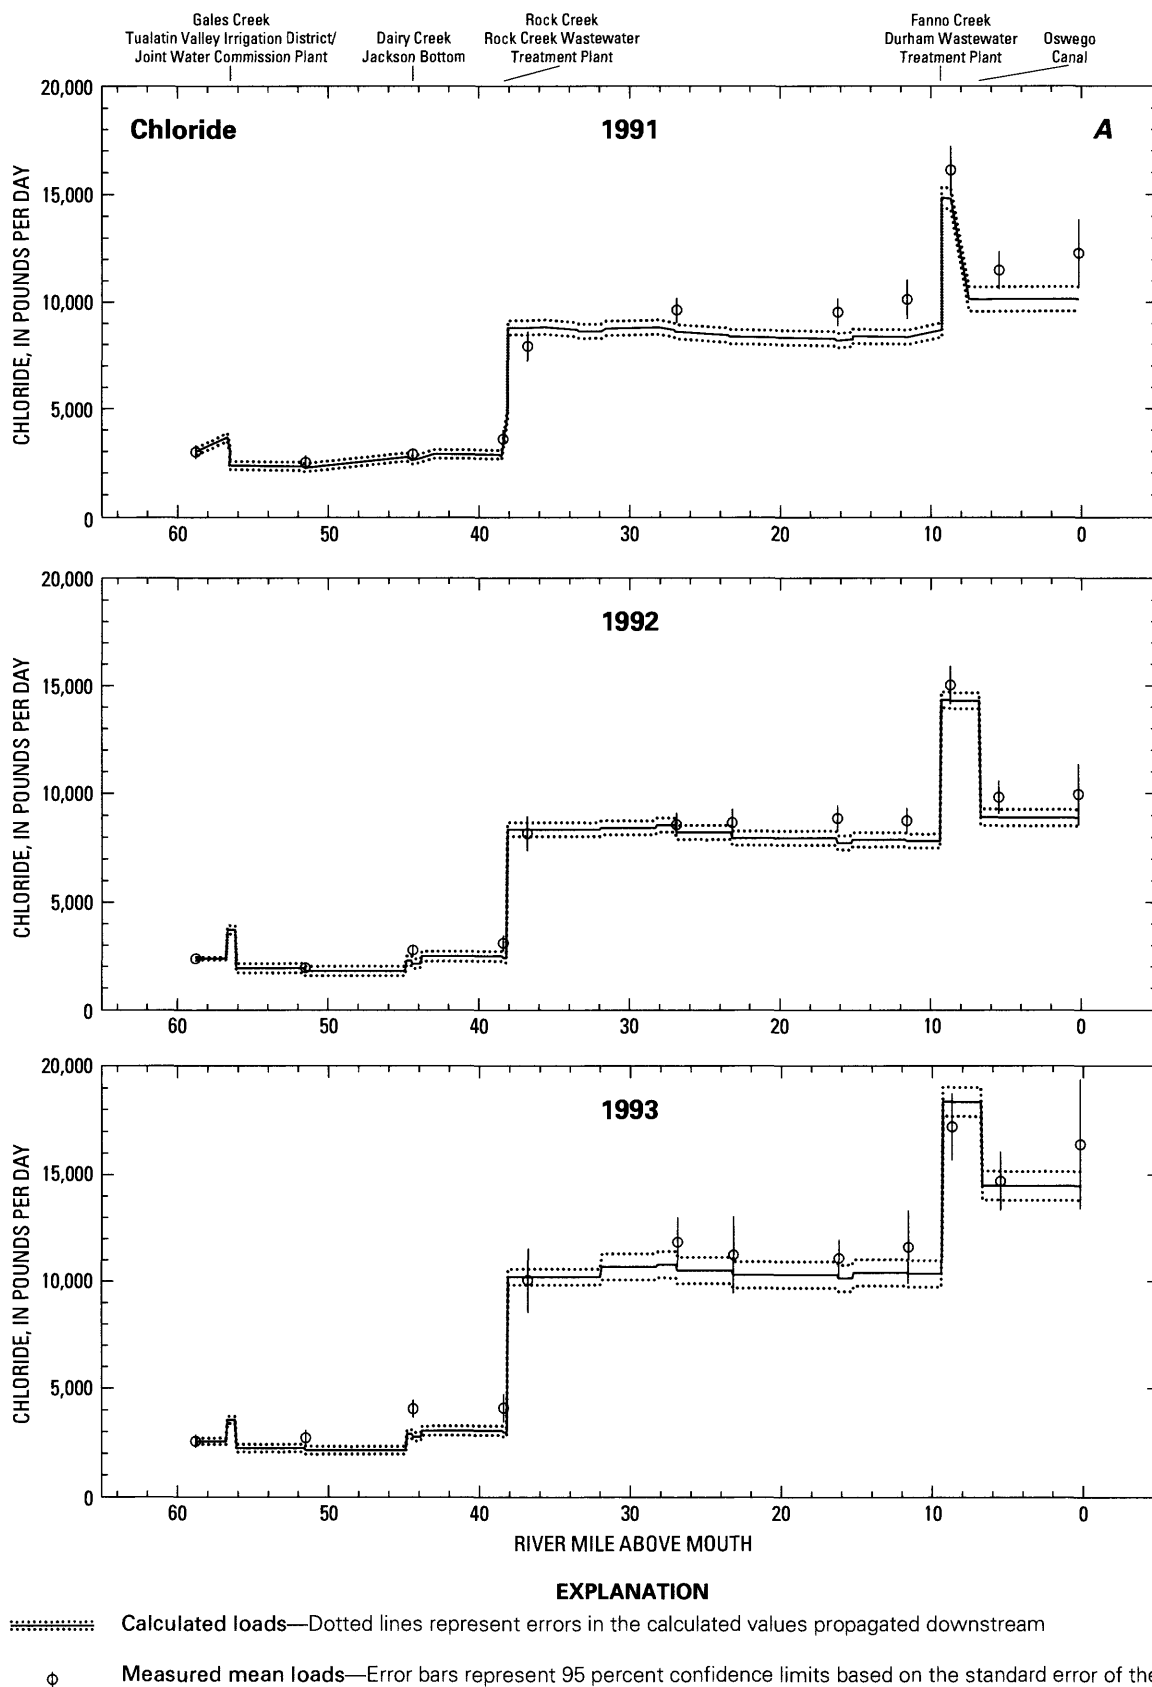 Gales Creek
Tualatin Valley Irrigation District/
Joint Water Commission Plant
Dairy Creek
Jackson Bottom
Rock Creek
Rock Creek Wastewater
Treatment Plant
Fanno Creek
Durham Wastewater
Treatment Plant
Oswego
Canal
Chloride
1991
A
CHLORIDE, IN POUNDS PER DAY
20,000
15,000
10,000
5,000
0
60 50 40 30 20 10 0
1992
CHLORIDE, IN POUNDS PER DAY
20,000
15,000
10,000
5,000
0
60 50 40 30 20 10 0
1993
CHLORIDE, IN POUNDS PER DAY
20,000
15,000
10,000
5,000
0
60 50 40 30 20 10 0
RIVER MILE ABOVE MOUTH
EXPLANATION
Calculated loads—Dotted lines represent errors in the calculated values propagated downstream
Measured mean loads—Error bars represent 95 percent confidence limits based on the standard error of the